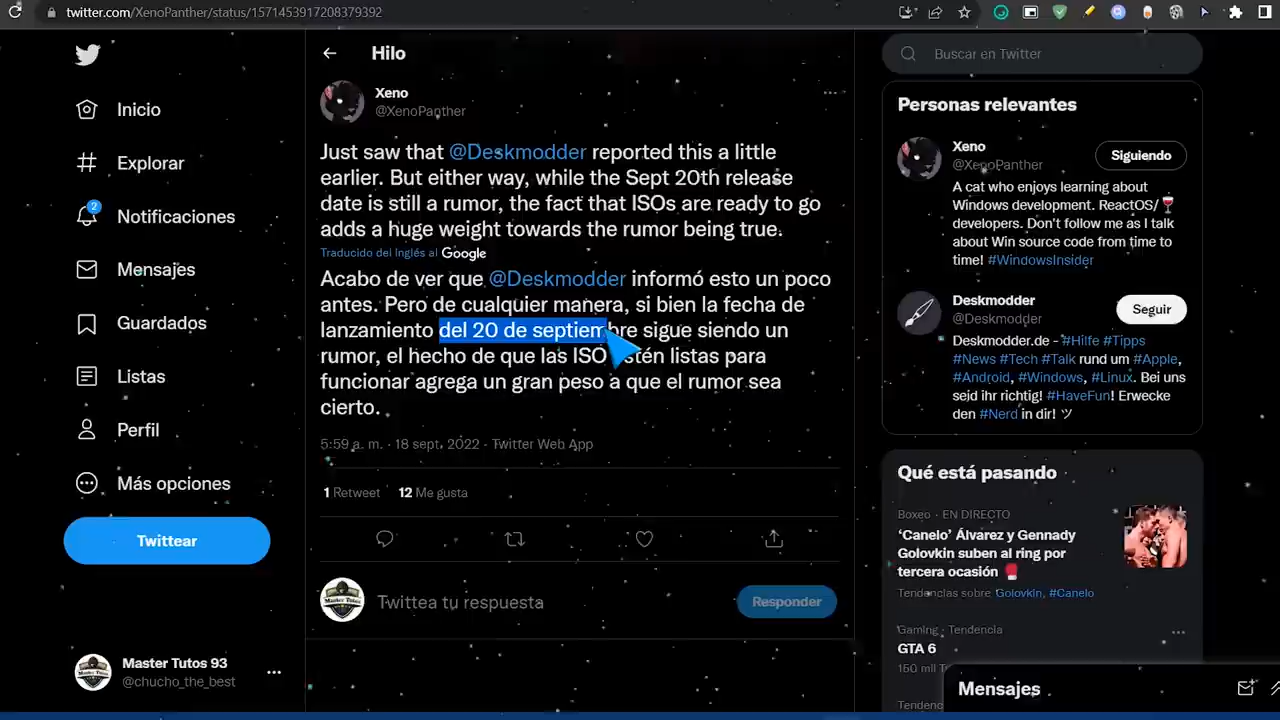 twitter.com/XenoPanther/status/1571453917208379392
Inicio
Explorar
2
Notificaciones
Mensajes
Guardados
Listas
Perfil
Más opciones
Twittear
Master Tutos 93
@chucho_the_best
Hilo
Xeno
@XenoPanther
Just saw that @Deskmodder reported this a little
earlier. But either way, while the Sept 20th release
date is still a rumor, the fact that ISOs are ready to go
adds a huge weight towards the rumor being true.
Traducido del Inglés al Google
Acabo de ver que @Deskmodder informó esto un poco
antes. Pero de cualquier manera, si bien la fecha de
lanzamiento del 20 de septiembre sigue siendo un
rumor, el hecho de que las ISO estén listas para
funcionar agrega un gran peso a que el rumor sea
cierto.
5:59 a. m. · 18 sept. 2022 · Twitter Web App
1 Retweet 12 Me gusta
Twittea tu respuesta
Responder
Buscar en Twitter
Personas relevantes
Xeno
@XenoPanther
Siguiendo
A cat who enjoys learning about
Windows development. ReactOS/🍷
developers. Don't follow me as I talk
about Win source code from time to
time! #WindowsInsider
Deskmodder
@Deskmodder
Seguir
Deskmodder.de - #Hilfe #Tipps
#News #Tech #Talk rund um #Apple,
#Android, #Windows, #Linux. Bei uns
seid ihr richtig! #HaveFun! Erwecke
den #Nerd in dir! ツ
Qué está pasando
Boxeo · EN DIRECTO
‘Canelo’ Álvarez y Gennady
Golovkin suben al ring por
tercera ocasión 🥊
Tendencias sobre Golovkin, #Canelo
Gaming · Tendencia
GTA 6
150 mil T
Tendenc
Mensajes